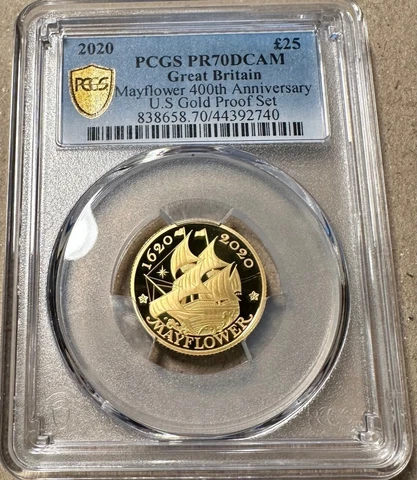 2020 £25
PCGS PR70DCAM
Great Britain
PCGS
Mayflower 400th Anniversary
U.S Gold Proof Set
838658.70/44392740
1620 2020
MAYFLOWER